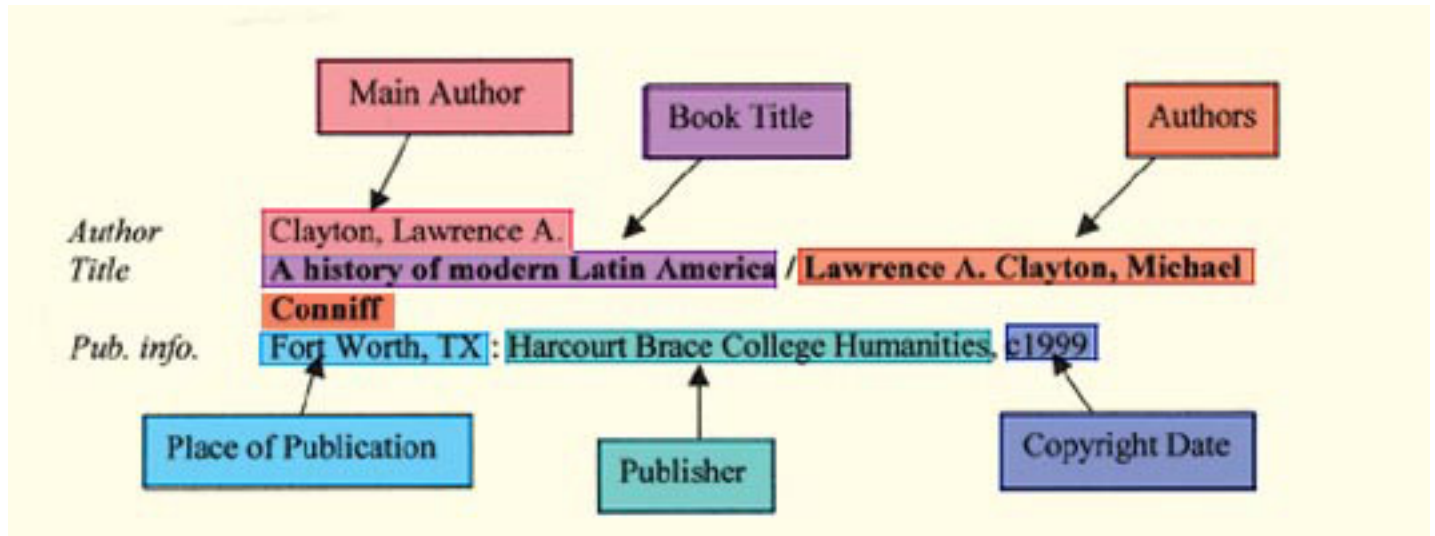 Main Author
Book Title
Authors
Author Clayton, Lawrence A.
Title A history of modern Latin America / Lawrence A. Clayton, Michael
Conniff
Pub. info. Fort Worth, TX : Harcourt Brace College Humanities, c1999
Place of Publication
Publisher
Copyright Date